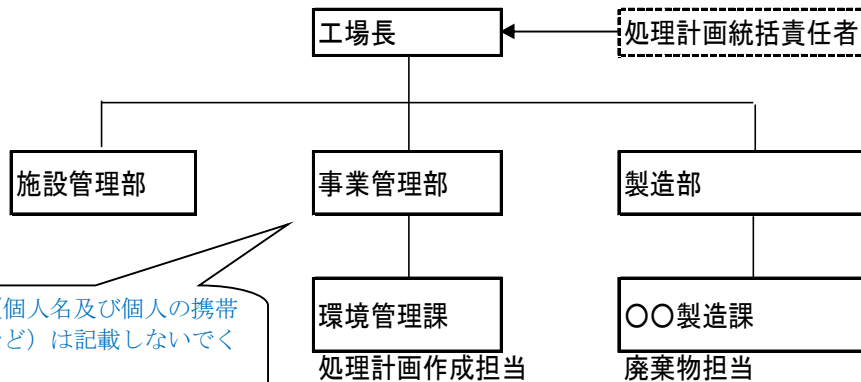 工場長
処理計画統括責任者
施設管理部
事業管理部
製造部
(個人名及び個人の携帯
ど）は記載しないでく
環境管理課
〇〇製造課
処理計画作成担当
廃棄物担当